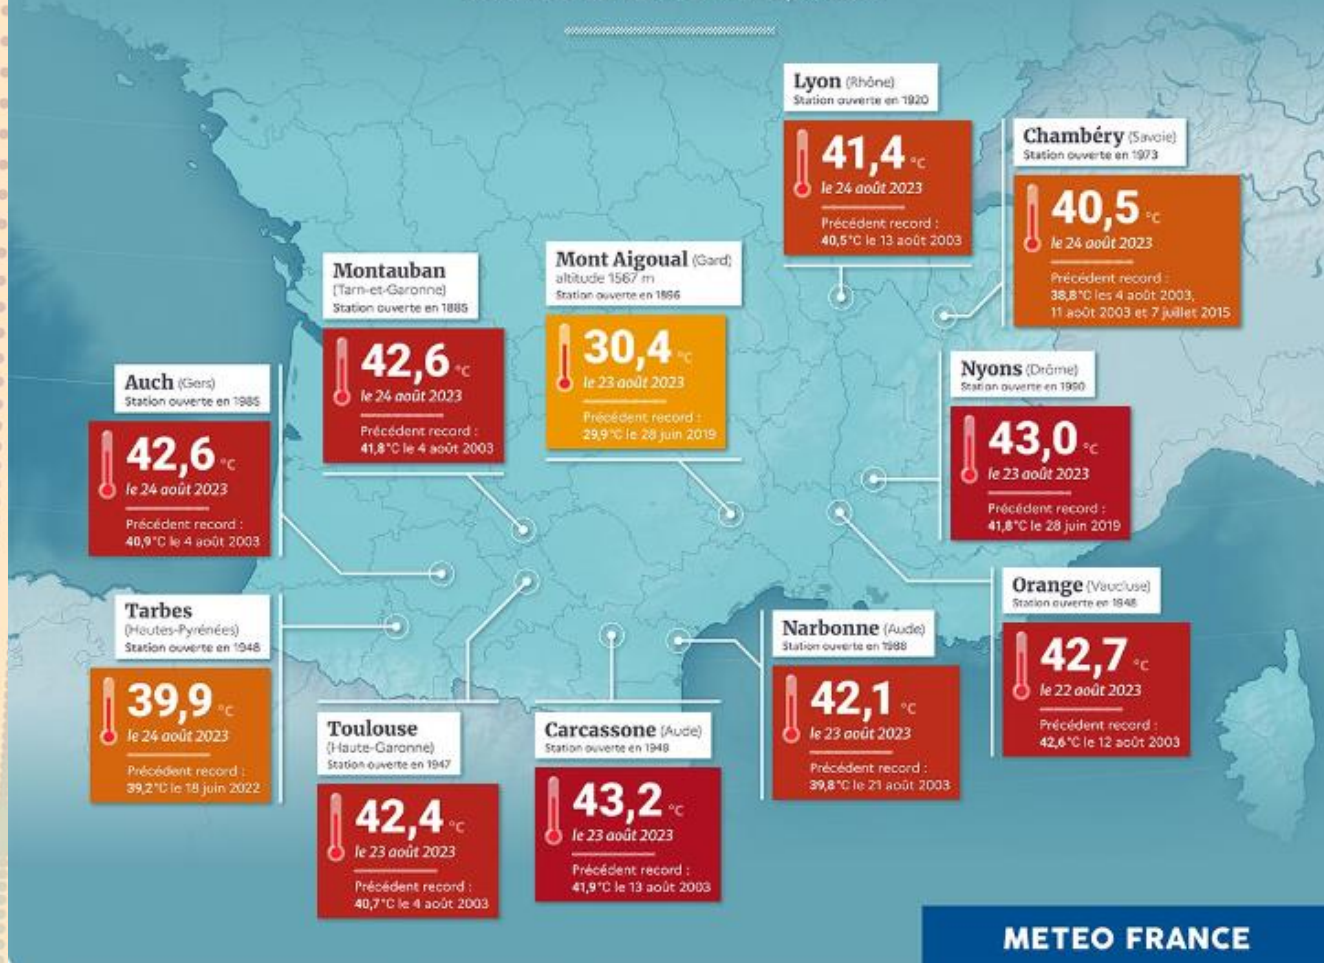 Lyon (Rhône)
Station ouverte en 1920
41,4 °C
le 24 août 2023
Précédent record :
40,5°C le 13 août 2003
Chambéry (Savoie)
Station ouverte en 1973
40,5 °C
le 24 août 2023
Précédent record :
38,8°C les 4 août 2003,
11 août 2003 et 7 juillet 2015
Montauban
(Tarn-et-Garonne)
Station ouverte en 1885
42,6 °C
le 24 août 2023
Précédent record :
41,8°C le 4 août 2003
Mont Aigoual (Gard)
altitude 1567 m
Station ouverte en 1896
30,4 °C
le 23 août 2023
Précédent record :
29,9°C le 28 juin 2019
Auch (Gers)
Station ouverte en 1985
42,6 °C
le 24 août 2023
Précédent record :
40,9°C le 4 août 2003
Nyons (Drôme)
Station ouverte en 1990
43,0 °C
le 23 août 2023
Précédent record :
41,8°C le 28 juin 2019
Tarbes
(Hautes-Pyrénées)
Station ouverte en 1948
39,9 °C
le 24 août 2023
Précédent record :
39,2°C le 18 juin 2022
Toulouse
(Haute-Garonne)
Station ouverte en 1947
42,4 °C
le 23 août 2023
Précédent record :
40,7°C le 4 août 2003
Carcassone (Aude)
Station ouverte en 1948
43,2 °C
le 23 août 2023
Précédent record :
41,9°C le 13 août 2003
Narbonne (Aude)
Station ouverte en 1988
42,1 °C
le 23 août 2023
Précédent record :
39,8°C le 21 août 2003
Orange (Vaucluse)
Station ouverte en 1948
42,7 °C
le 22 août 2023
Précédent record :
42,6°C le 12 août 2003
METEO FRANCE